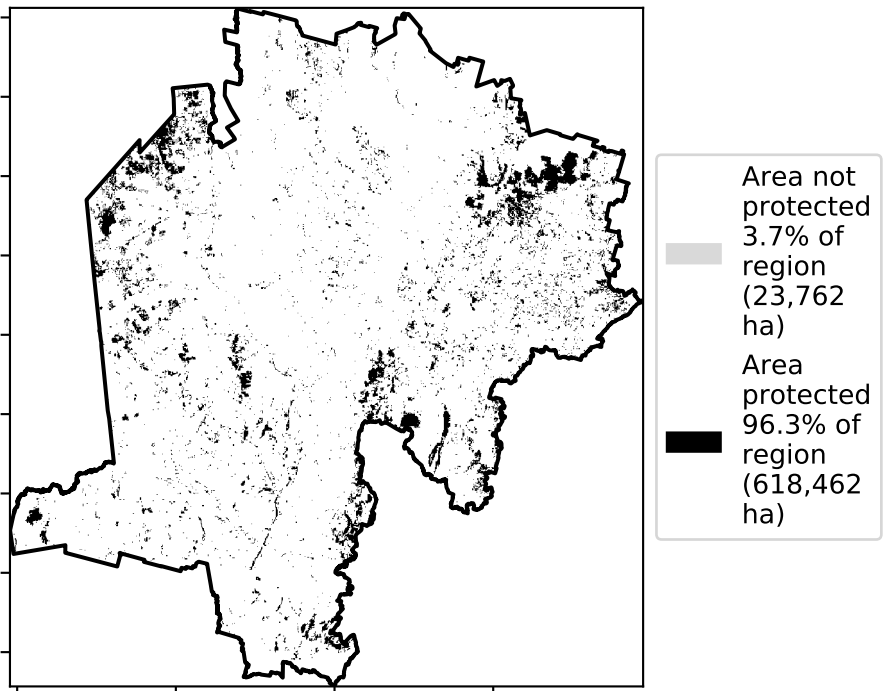 Area not
protected
3.7% of
region
(23,762
ha)
Area
protected
96.3% of
region
(618,462
ha)